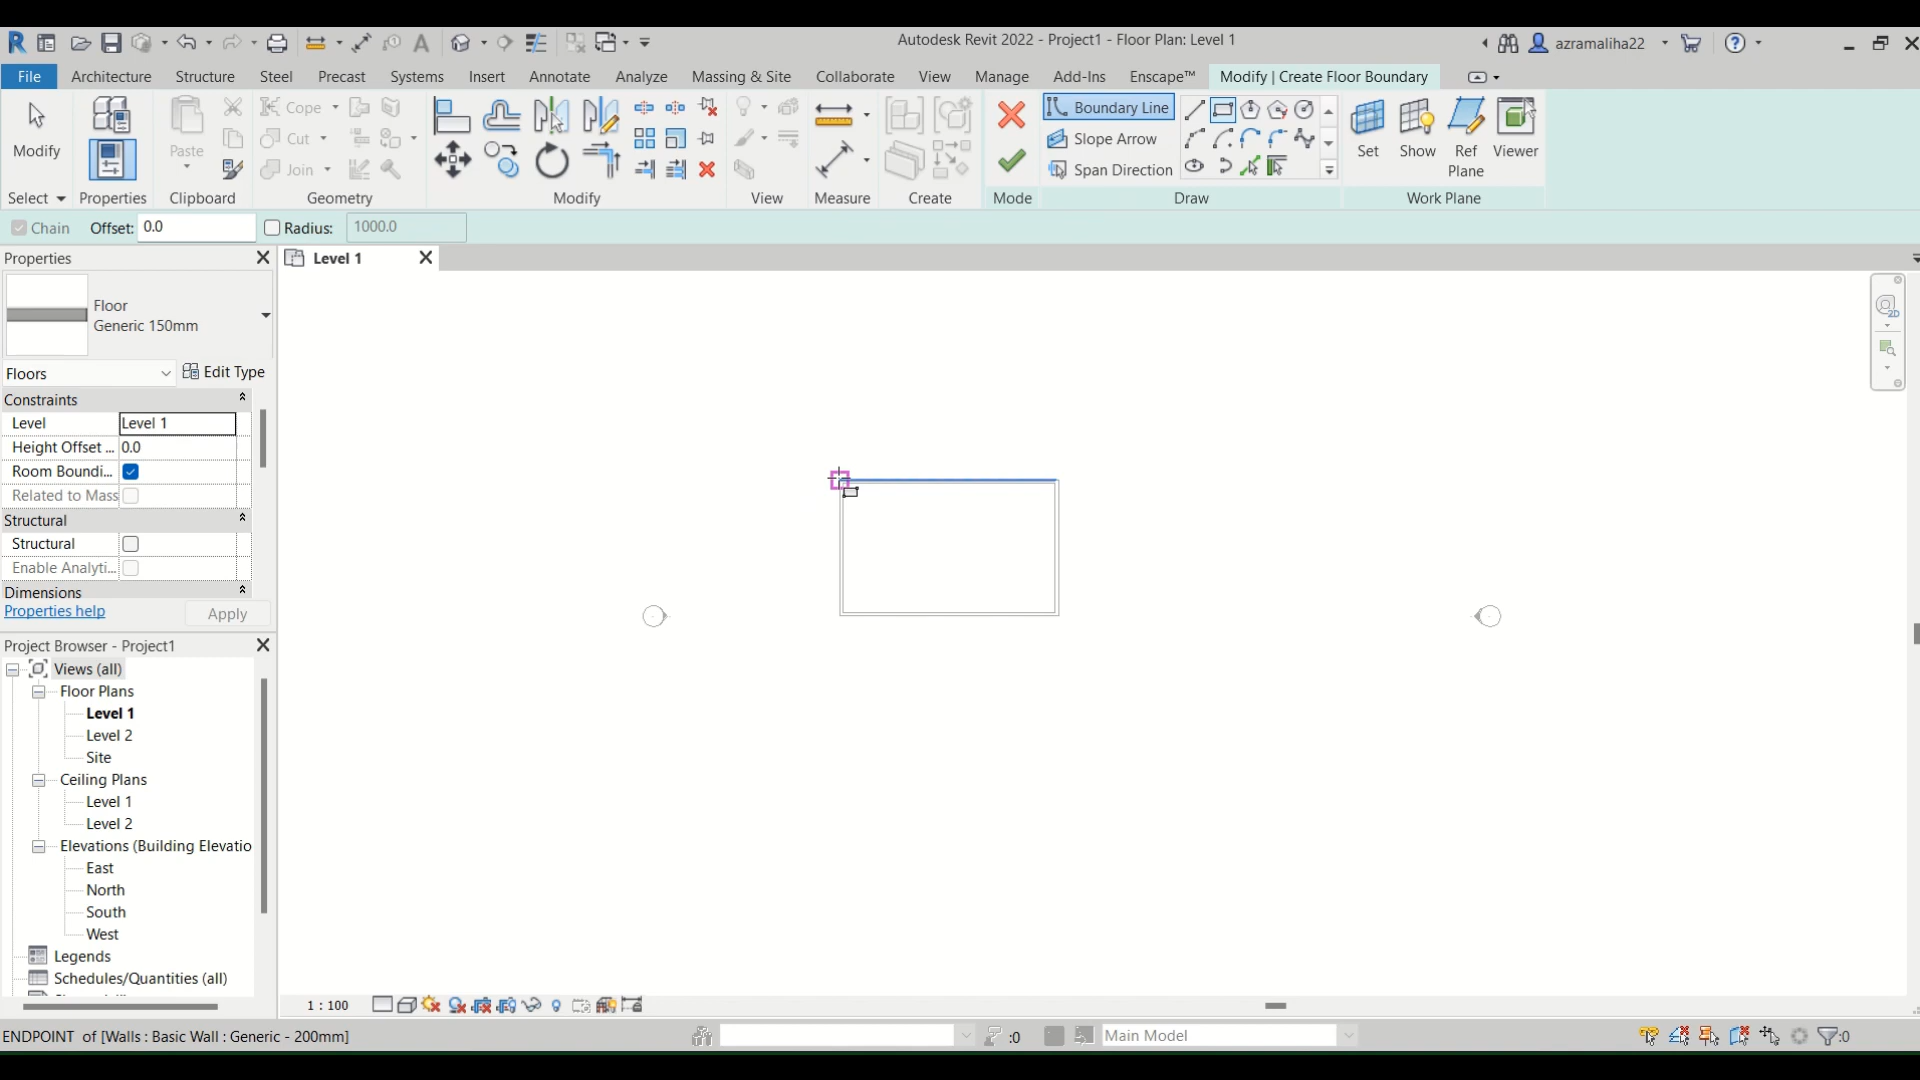 Autodesk Revit 2022 - Project1 - Floor Plan: Level 1
azramaliha22
File Architecture Structure Steel Precast Systems Insert Annotate Analyze Massing & Site Collaborate View Manage Add-Ins Enscape™ Modify | Create Floor Boundary
Modify
Paste
Cope
Cut
Join
Boundary Line
Slope Arrow
Span Direction
Set
Show
Ref
Plane
Viewer
Select Properties Clipboard Geometry Modify View Measure Create Mode Draw Work Plane
Chain Offset: 0.0 Radius: 1000.0
Properties
Level 1
Floor
Generic 150mm
Floors
Edit Type
Constraints
Level Level 1
Height Offset ... 0.0
Room Boundi...
Related to Mass
Structural
Structural
Enable Analyti...
Dimensions
Properties help
Apply
Project Browser - Project1
Views (all)
Floor Plans
Level 1
Level 2
Site
Ceiling Plans
Level 1
Level 2
Elevations (Building Elevatio
East
North
South
West
Legends
Schedules/Quantities (all)
1 : 100
ENDPOINT of [Walls : Basic Wall : Generic - 200mm]
:0
Main Model
:0
2D